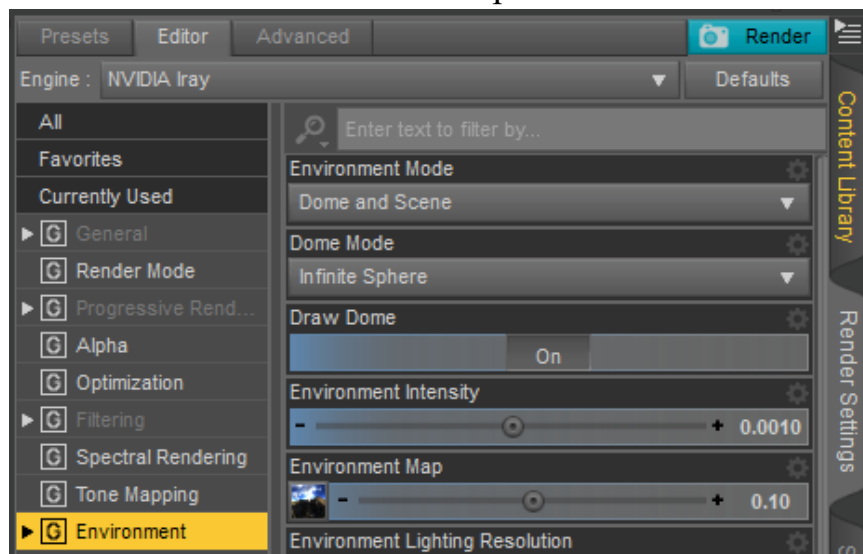 Presets Editor Advanced Render
Engine : NVIDIA Iray Defaults
All
Favorites
Currently Used
G General
G Render Mode
G Progressive Rend...
G Alpha
G Optimization
G Filtering
G Spectral Rendering
G Tone Mapping
G Environment
Enter text to filter by...
Environment Mode
Dome and Scene
Dome Mode
Infinite Sphere
Draw Dome
On
Environment Intensity
- + 0.0010
Environment Map
- + 0.10
Environment Lighting Resolution
Content Library
Render Settings